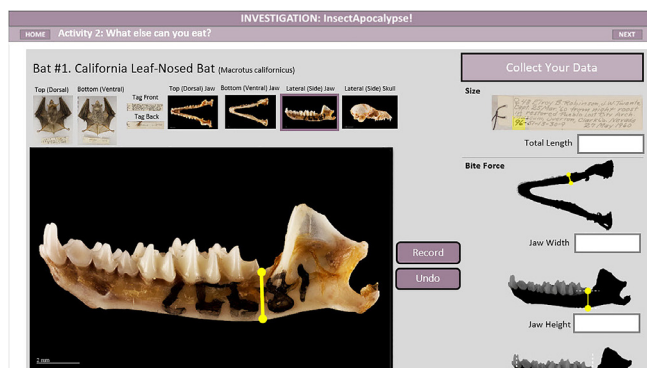 INVESTIGATION: InsectApocalypse!
HOME
Activity 2: What else can you eat?
NEXT
Bat #1. California Leaf-Nosed Bat (Macrotus californicus)
Top (Dorsal)
Bottom (Ventral)
Tag Front
Tag Back
Top (Dorsal) Jaw
Bottom (Ventral) Jaw
Lateral (Side) Jaw
Lateral (Side) Skull
Collect Your Data
Size
Total Length
Bite Force
Jaw Width
Record
Undo
Jaw Height
2 mm